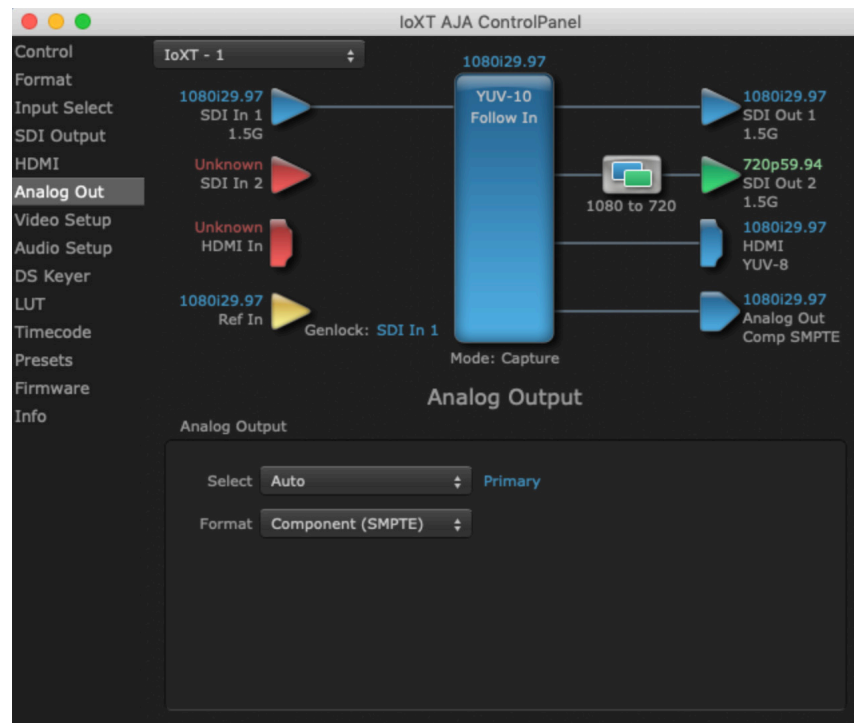 IoXT AJA ControlPanel
Control
Format
Input Select
SDI Output
HDMI
Analog Out
Video Setup
Audio Setup
DS Keyer
LUT
Timecode
Presets
Firmware
Info
IoXT - 1
1080i29.97
1080i29.97
SDI In 1
1.5G
Unknown
SDI In 2
Unknown
HDMI In
1080i29.97
Ref In
Genlock: SDI In 1
YUV-10
Follow In
Mode: Capture
1080 to 720
1080i29.97
SDI Out 1
1.5G
720p59.94
SDI Out 2
1.5G
1080i29.97
HDMI
YUV-8
1080i29.97
Analog Out
Comp SMPTE
Analog Output
Analog Output
Select Auto Primary
Format Component (SMPTE)